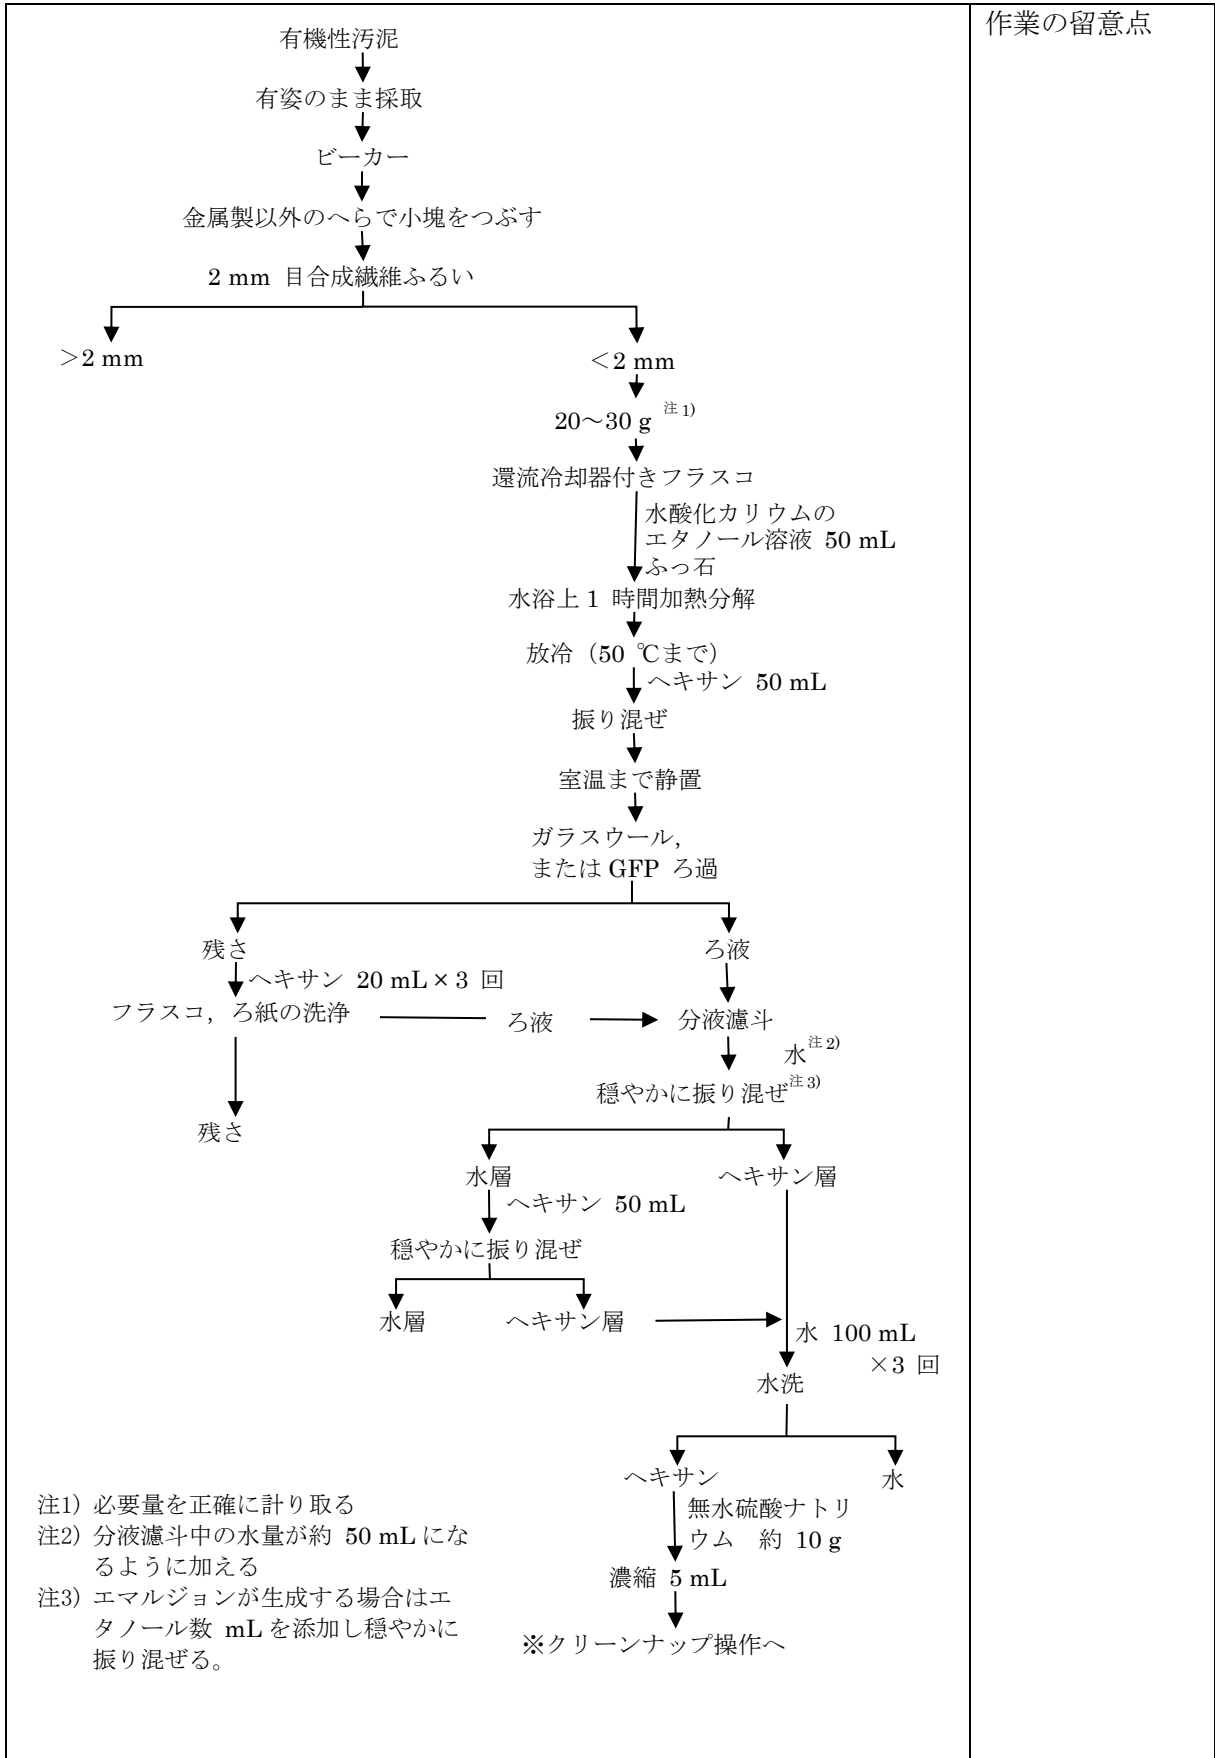 作業の留意点
有機性汚泥
有姿のまま採取
ビーカー
金属製以外のへらで小塊をつぶす
2 mm 目合成繊維ふるい
>2 mm
<2 mm
20～30 g 注1)
還流冷却器付きフラスコ
水酸化カリウムの
エタノール溶液 50 mL
ふっ石
水浴上1 時間加熱分解
放冷（50 ℃まで）
ヘキサン 50 mL
振り混ぜ
室温まで静置
ガラスウール，
または GFP ろ過
残さ
ろ液
ヘキサン 20 mL×3 回
フラスコ，ろ紙の洗浄
ろ液
分液濾斗
水注2)
穏やかに振り混ぜ注3)
残さ
水層
ヘキサン層
ヘキサン 50 mL
穏やかに振り混ぜ
水層
ヘキサン層
水 100 mL
×3 回
水洗
ヘキサン
水
無水硫酸ナトリ
ウム 約 10 g
濃縮 5 mL
※クリーンナップ操作へ
注1) 必要量を正確に計り取る
注2) 分液濾斗中の水量が約 50 mL にな
るように加える
注3) エマルジョンが生成する場合はエ
タノール数 mL を添加し穏やかに
振り混ぜる。